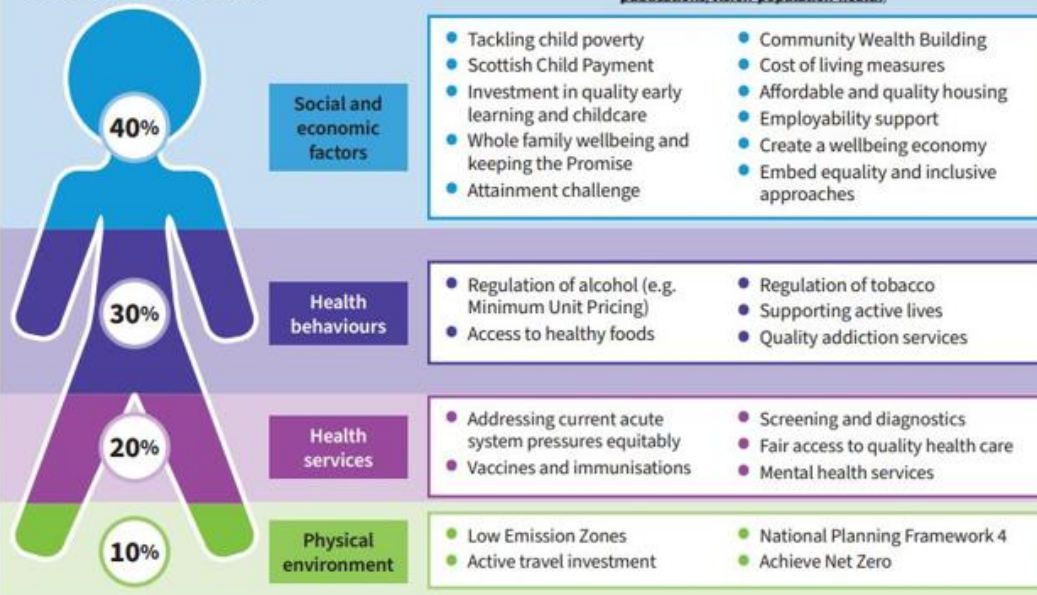 40%
Social and
economic
factors
Tackling child poverty
Scottish Child Payment
Investment in quality early
learning and childcare
Whole family wellbeing and
keeping the Promise
Attainment challenge
Community Wealth Building
Cost of living measures
Affordable and quality housing
Employability support
Create a wellbeing economy
Embed equality and inclusive
approaches
30%
Health
behaviours
Regulation of alcohol (e.g.
Minimum Unit Pricing)
Access to healthy foods
Regulation of tobacco
Supporting active lives
Quality addiction services
20%
Health
services
Addressing current acute
system pressures equitably
Vaccines and immunisations
Screening and diagnostics
Fair access to quality health care
Mental health services
10%
Physical
environment
Low Emission Zones
Active travel investment
National Planning Framework 4
Achieve Net Zero